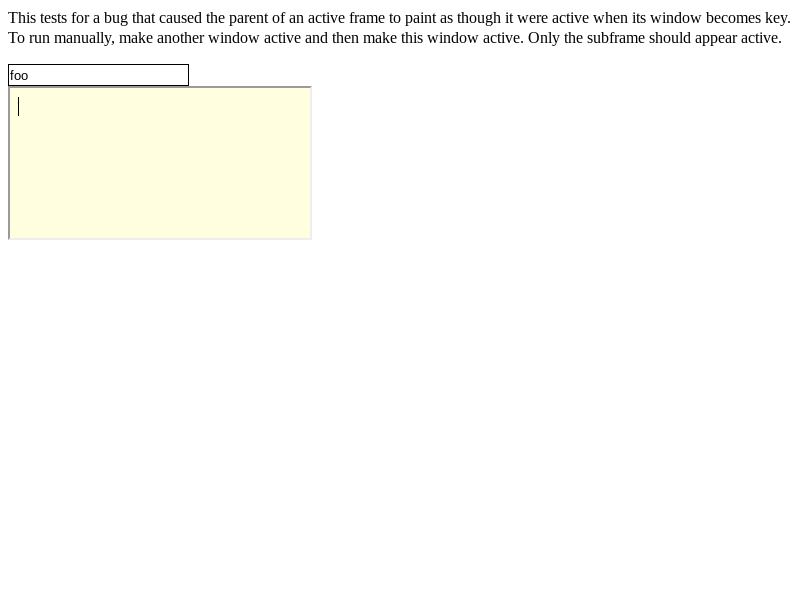 This tests for a bug that caused the parent of an active frame to paint as though it were active when its window becomes key.
To run manually, make another window active and then make this window active. Only the subframe should appear active.
foo